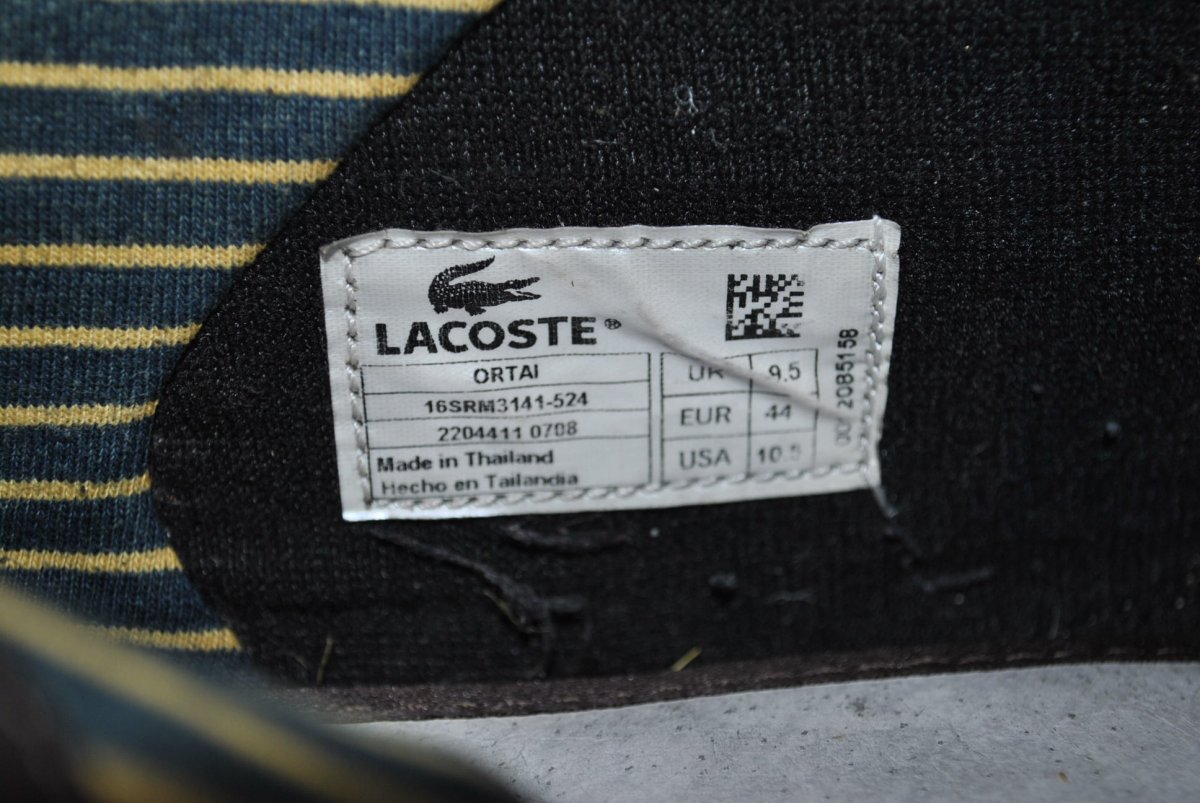 LACOSTE®
ORTAI
16SRM3141-524
2204411 0708
Made in Thailand
Hecho en Tailandia
UK 9,5
EUR 44
USA 10.5
2085158